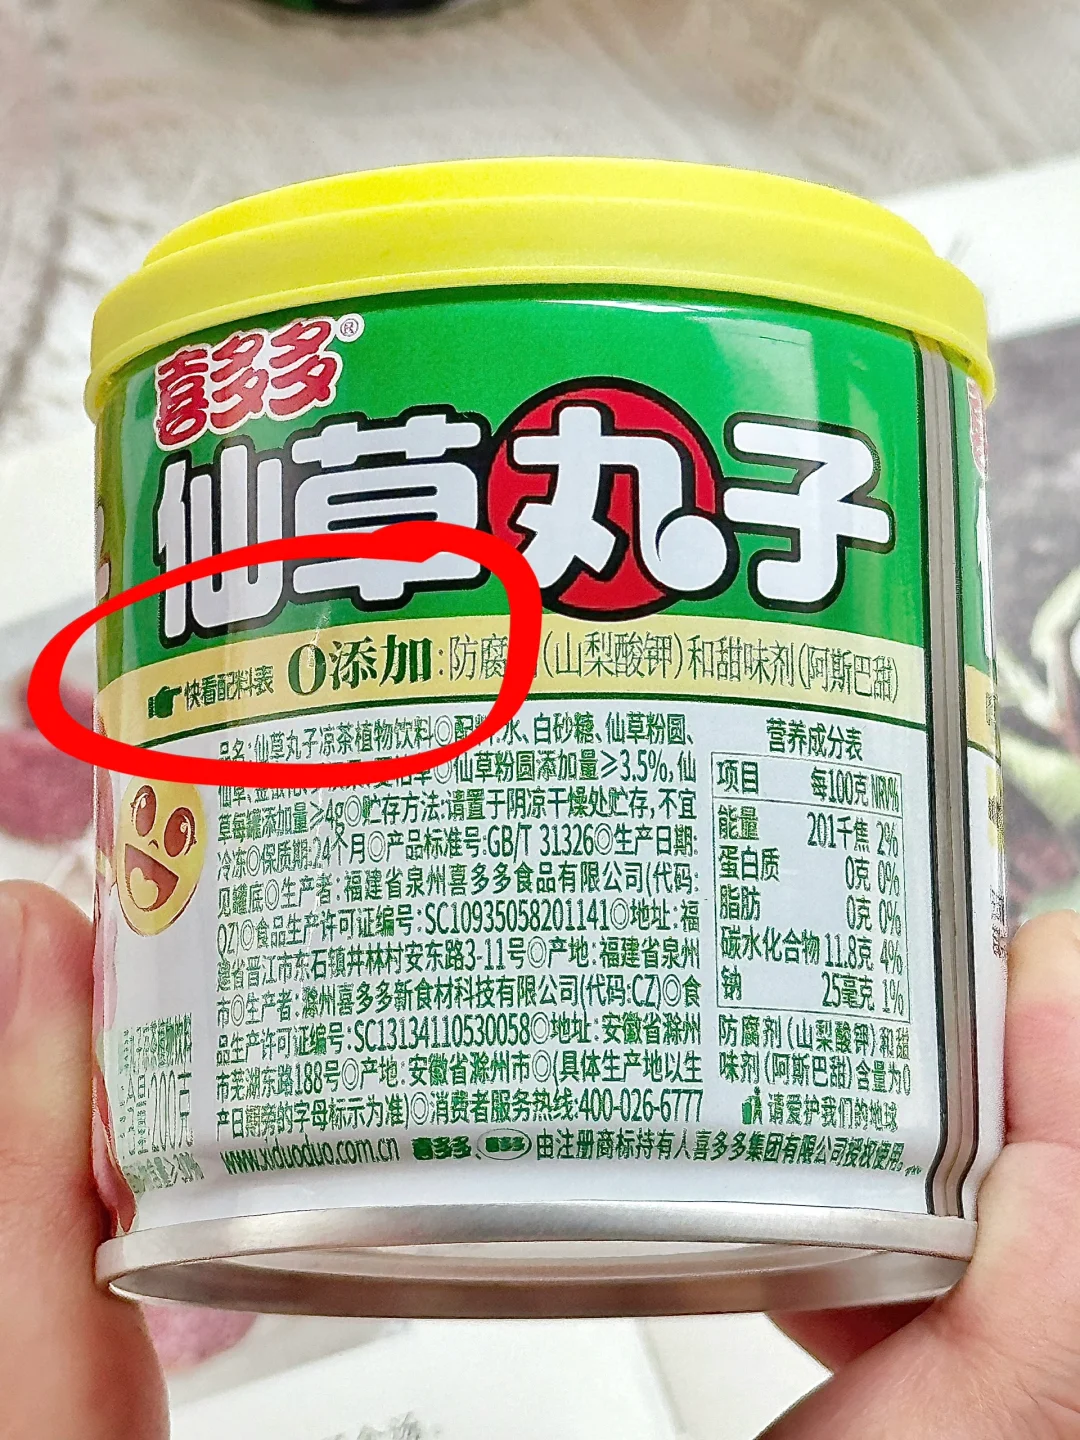 喜多多®
仙草丸子
快看配料表 0添加:防腐 (山梨酸钾)和甜味剂(阿斯巴甜)
品名:仙草丸子凉茶植物饮料◎配料:水、白砂糖、仙草粉圆、
仙草、 ◎仙草粉圆添加量≥3.5%,仙
草每罐添加量≥4g◎贮存方法:请置于阴凉干燥处贮存,不宜
冷冻◎保质期:24个月◎产品标准号:GB/T 31326◎生产日期:
见罐底◎生产者:福建省泉州喜多多食品有限公司(代码:
QZ)◎食品生产许可证编号:SC10935058201141◎地址:福
建省晋江市东石镇井林村安东路3-11号◎产地:福建省泉州
市◎生产者:滁州喜多多新食材科技有限公司(代码:CZ)◎食
品生产许可证编号:SC13134110530058◎地址:安徽省滁州
市芜湖东路188号◎产地:安徽省滁州市◎(具体生产地以生
产日期旁的字母标示为准)◎消费者服务热线:400-026-6777
www.xiduoduo.com.cn 喜多多、喜多由注册商标持有人喜多多集团有限公司授权使用。
营养成分表
项目 每100克 NRV%
能量 201千焦 2%
蛋白质 0克 0%
脂肪 0克 0%
碳水化合物 11.8克 4%
钠 25毫克 1%
防腐剂(山梨酸钾)和甜
味剂(阿斯巴甜)含量为0
请爱护我们的地球
植物饮料
200克